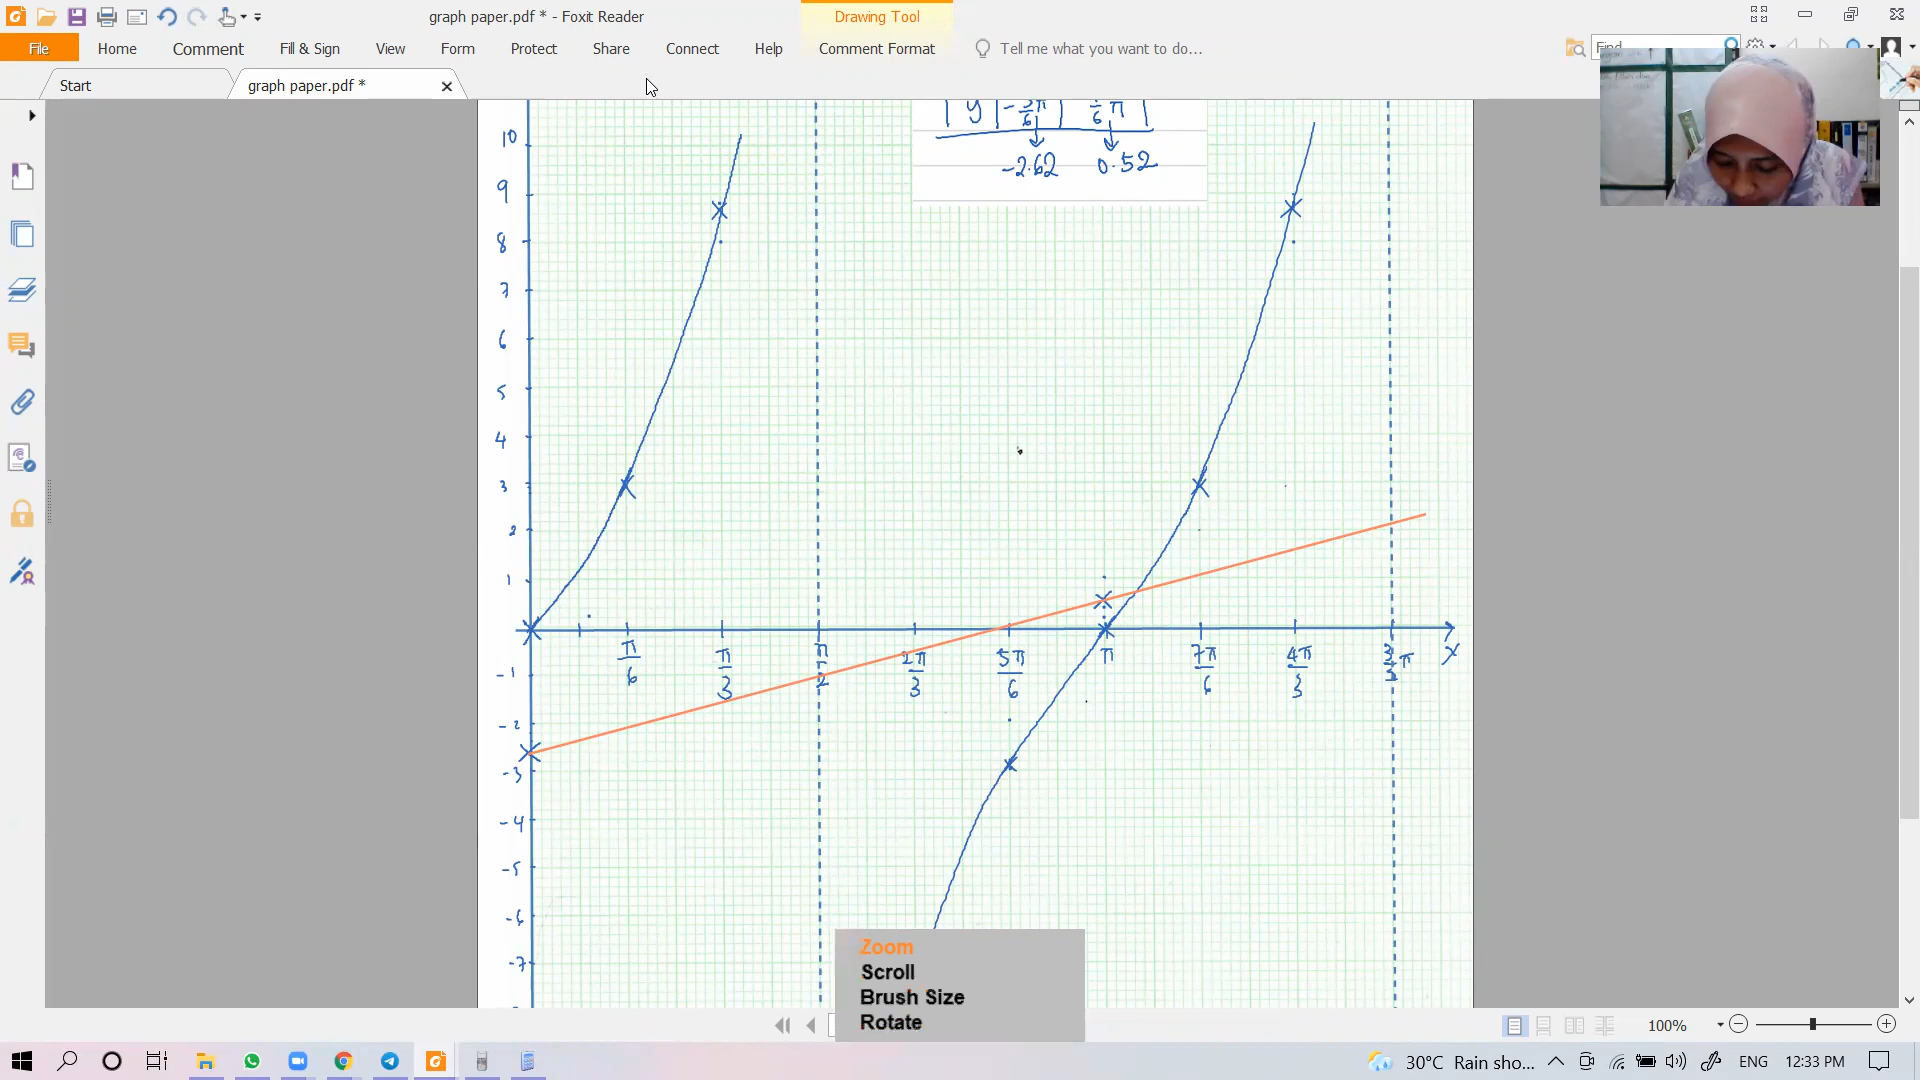 graph paper.pdf * - Foxit Reader
Drawing Tool
File Home Comment Fill & Sign View Form Protect Share Connect Help Comment Format Tell me what you want to do... Find
Start
graph paper.pdf *
y
-2.62 0.52
10
9
8
7
6
5
4
3
2
1
π/6 π/3 π/2 2π/3 5π/6 π 7π/6 4π/3 x
-1
-2
-3
-4
-5
-6
-7
Zoom
Scroll
Brush Size
Rotate
100%
30°C Rain sho...
ENG
12:33 PM